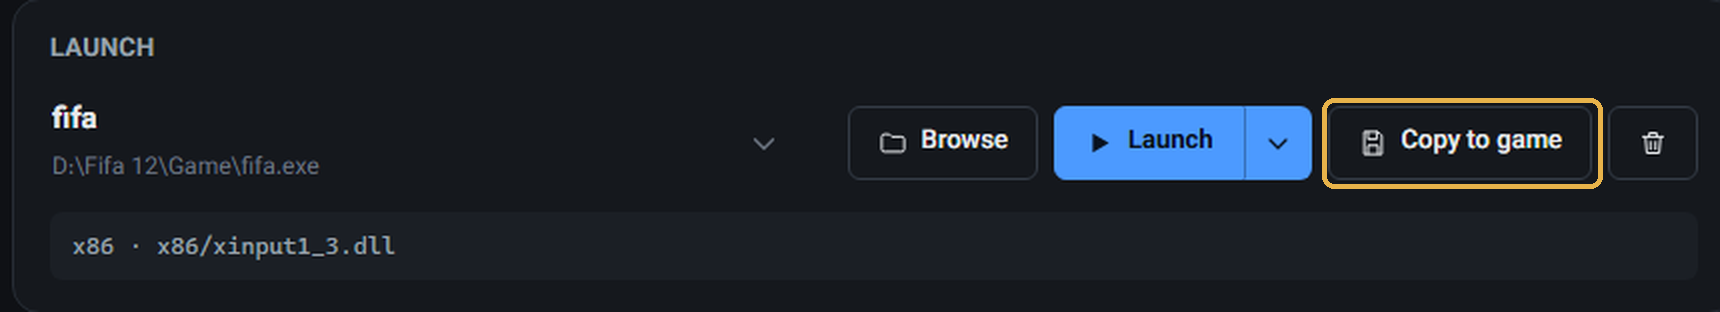 LAUNCH
fifa
D:\Fifa 12\Game\fifa.exe
Browse
Launch
Copy to game
x86 · x86/xinput1_3.dll